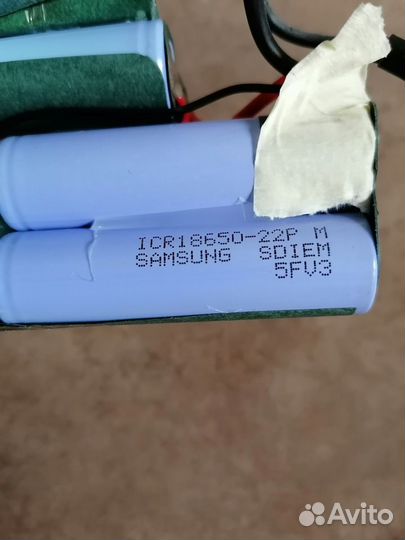 ICR18650-22P M
SAMSUNG SDIEM
5FV3
Avito